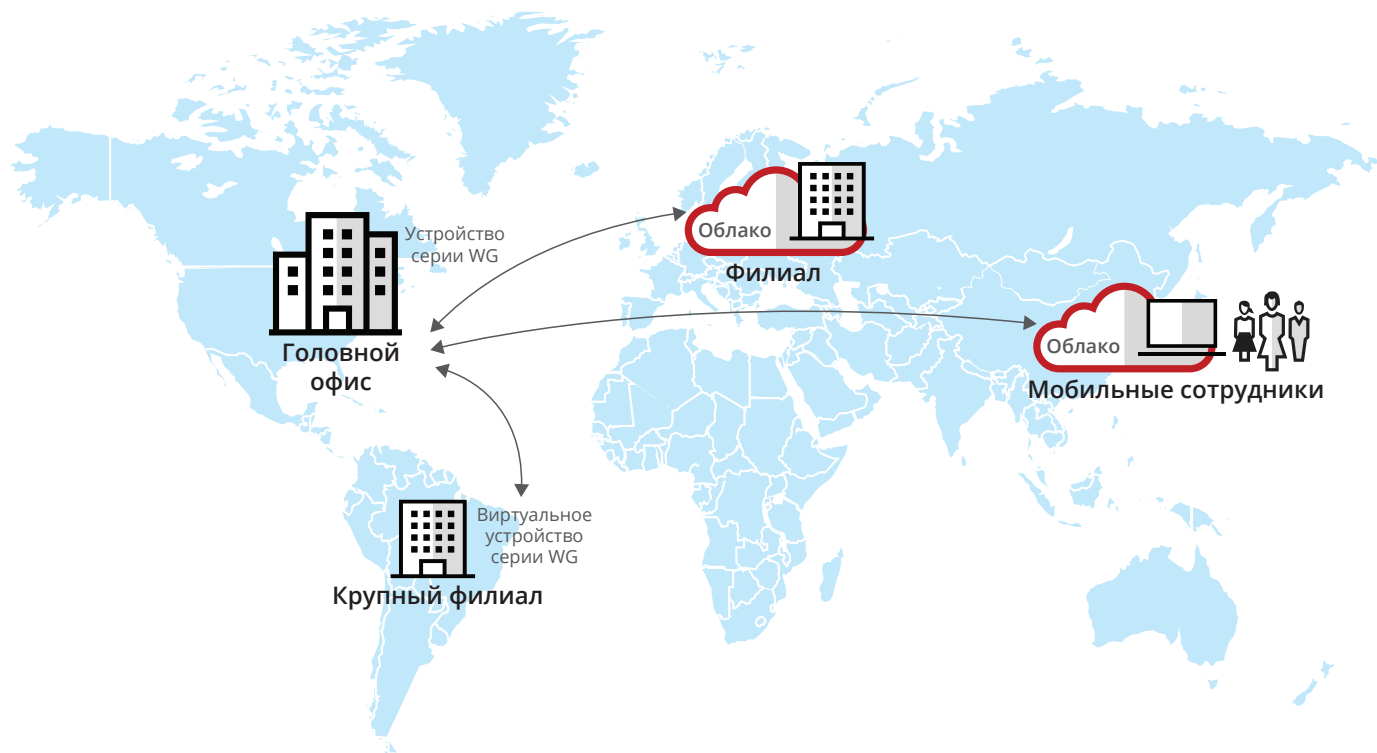 Устройство
серии WG
Головной
офис
Облако
Филиал
Облако
Мобильные сотрудники
Виртуальное
устройство
серии WG
Крупный филиал